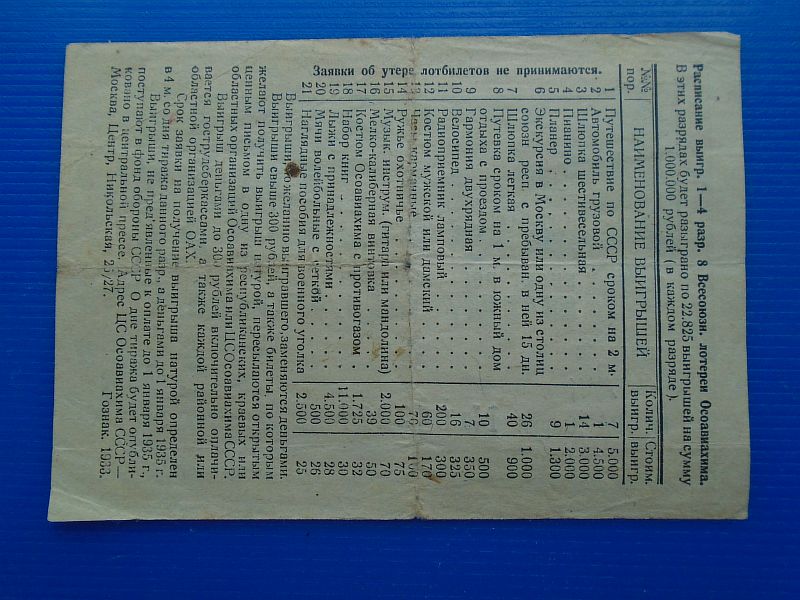 Расписание выигр. 1—4 разр. 8 Всесоюзн. лотереи Осоавиахима.
В этих разрядах будет разыграно по 22.825 выигрышей на сумму
1.000.000 рублей (в каждом разряде).
№№ пор. НАИМЕНОВАНИЕ ВЫИГРЫШЕЙ Колич. выигр. Стоим. выигр.
1 Путешествие по СССР сроком на 2 м 7 5.000
2 Автомобиль грузовой 1 4.500
3 Шлюпка шестивесельная 14 3.000
4 Пианино 1 2.000
5 Планер 9 1.300
6 Экскурсия в Москву или одну из столиц
союзн респ с пребыван. в ней 15 дн. 26 1.000
7 Шлюпка легкая 40 900
8 Путевка сроком на 1 м. в южный дом
отдыха с проездом 10 500
9 Гармония двухрядная 7 350
10 Велосипед 16 325
11 Радиоприемник ламповый 200 300
12 Костюм мужской или дамский 60 170
13 Часы карманные
14 Ружье охотничье 100 75
15 Музык инструм. (гитара или мандолина) 2.000 70
16 Мелко-калиберная винтовка 39 50
17 Костюм Осоавиахима с противогазом 1.725 32
18 Набор книг 11.000 30
19 Лыжи с принадлежностями 4.500 28
20 Мячи волейбольные с сеткой 500 26
21 Наглядные пособия для военного уголка 2.500 25
Заявки об утере лотбилетов не принимаются.
Выигрыши по желанию выигравшего, заменяются деньгами.
Выигрыши свыше 300 рублей, а также билеты, по которым
желают получить выигрыш натурой, пересылаются открытым
ценным письмом в одну из республиканских, краевых или
областных организаций Осоавиахима или ЦС Осоавиахима СССР.
Выигрыш деньгами до 300 рублей включительно оплачи-
вается гострудсберкассами, а также каждой районной или
областной организацией ОАХ.
Срок заявки на получение выигрыша натурой определен
в 4 м. со дня тиража данного разр., а деньгами до 1 января 1935 г.
Выигрыши, не пред'явленные к оплате до 1 января 1935 г.,
поступают в фонд обороны СССР О дне тиража будет опубли-
ковано в центральной прессе. Адрес ЦС Осоавиахима СССР—
Москва, Центр, Никольская, 25/27.
Гознак. 1933.